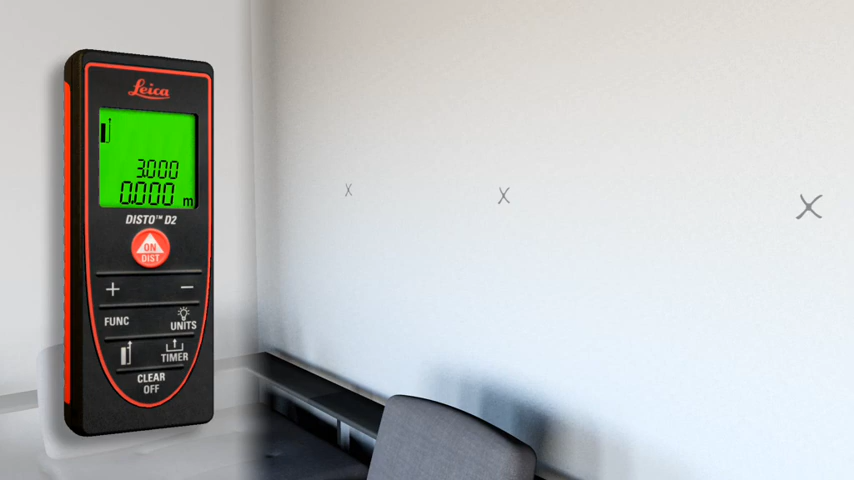 Leica
3.000
0.000 m
DISTO™ D2
ON
DIST
+ −
FUNC
UNITS
TIMER
CLEAR
OFF